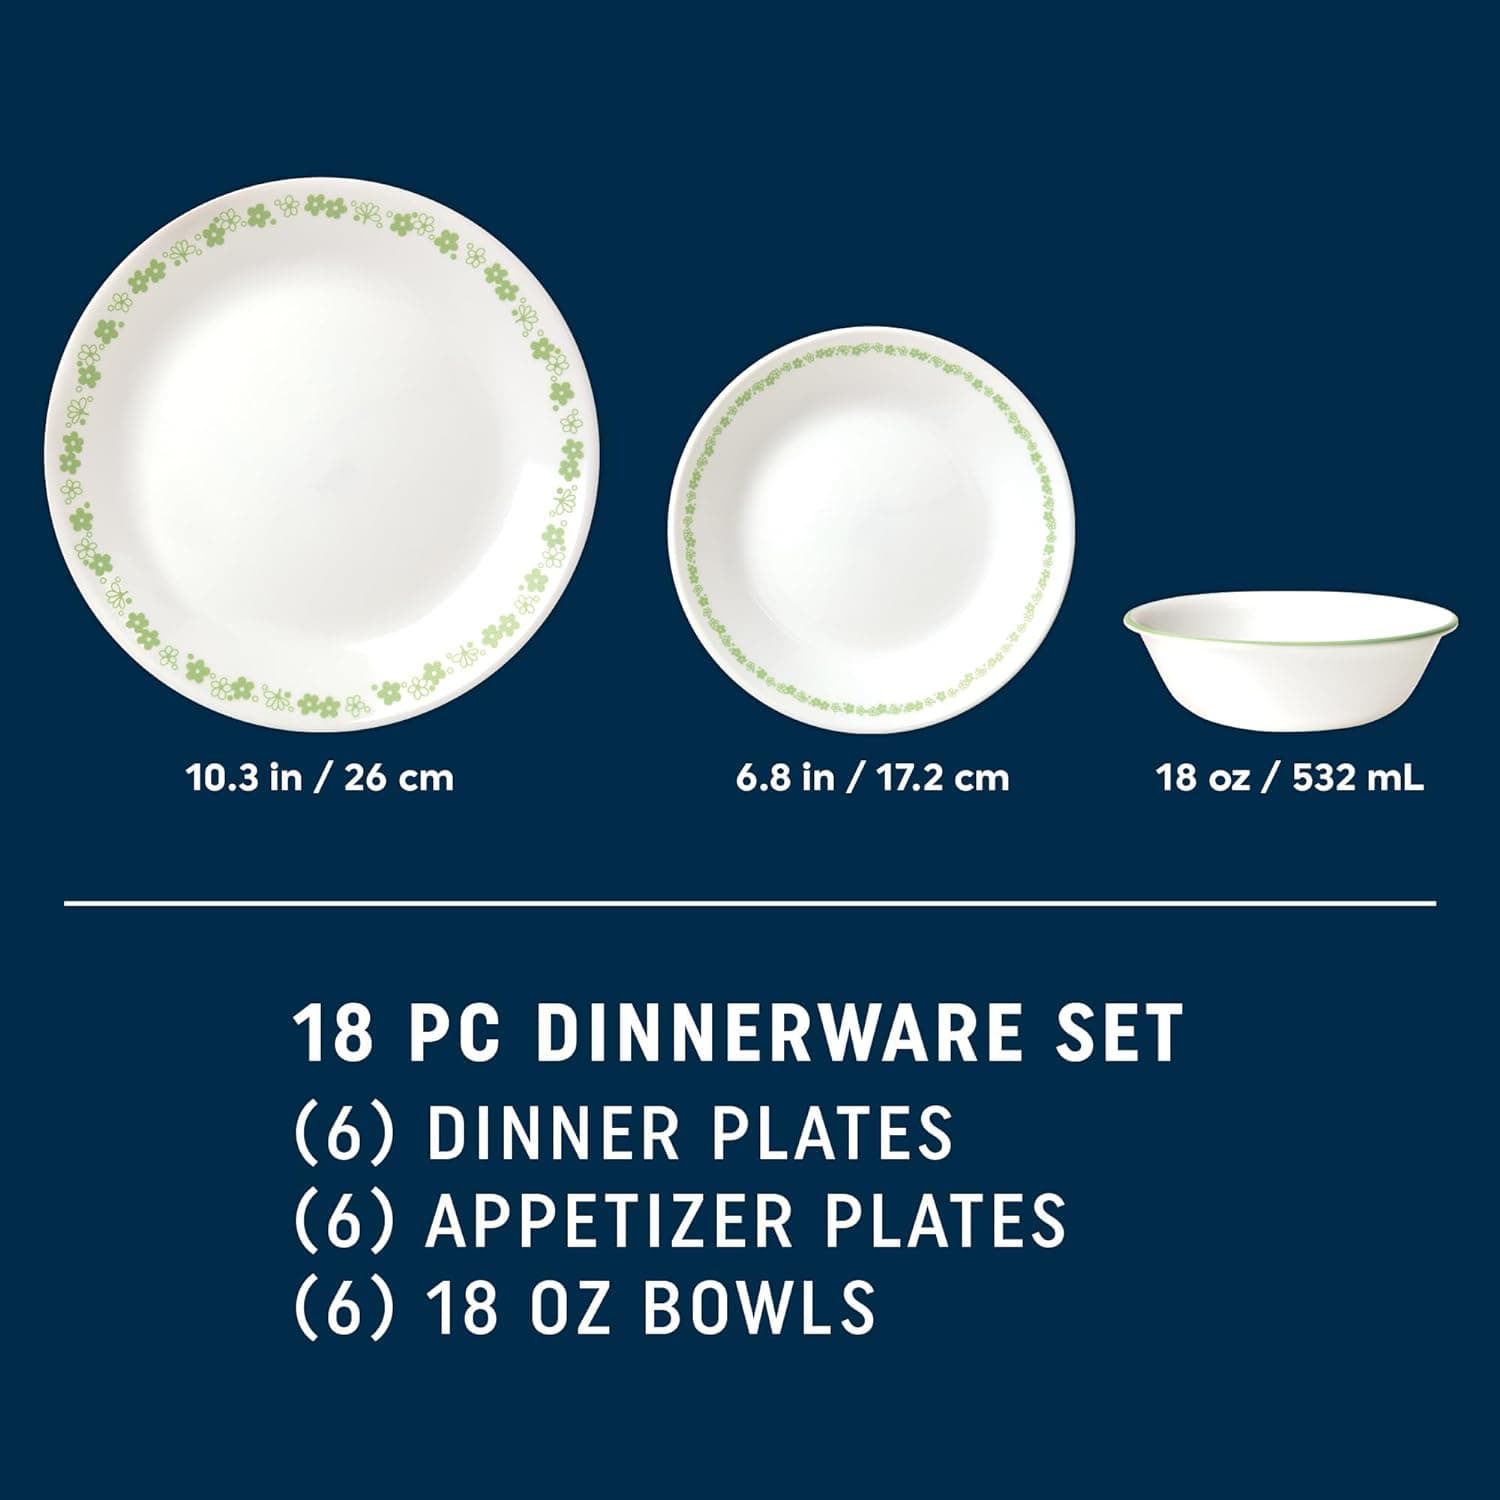 10.3 in / 26 cm
6.8 in / 17.2 cm
18 oz / 532 mL
18 PC DINNERWARE SET
(6) DINNER PLATES
(6) APPETIZER PLATES
(6) 18 OZ BOWLS